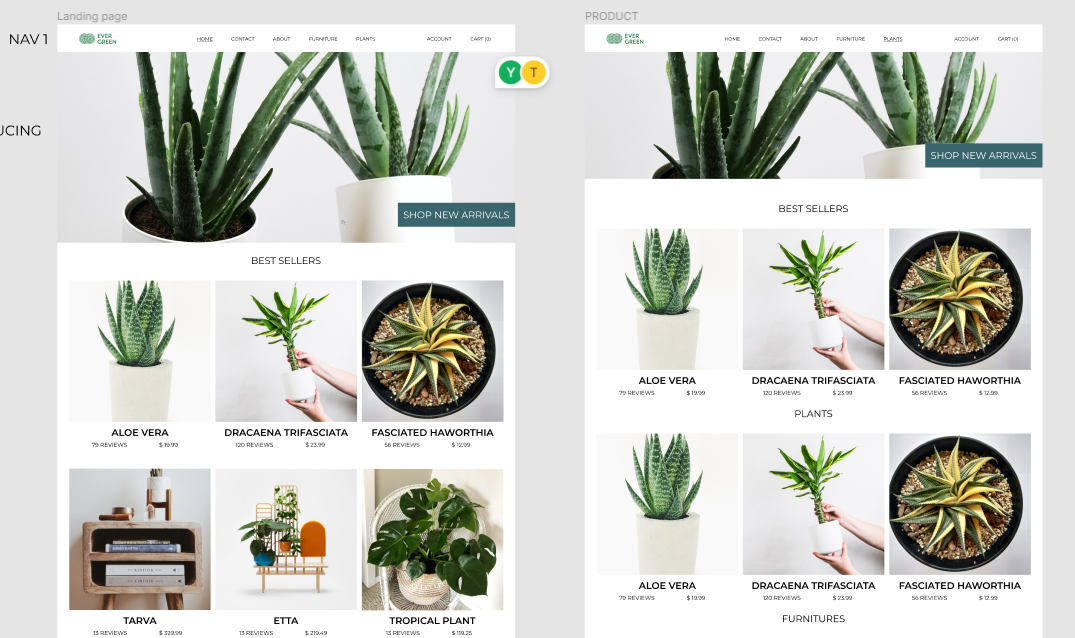 Landing page
NAV 1
EVER
GREEN
HOME CONTACT ABOUT FURNITURE PLANTS ACCOUNT CART (0)
Y T
UCING
SHOP NEW ARRIVALS
BEST SELLERS
ALOE VERA DRACAENA TRIFASCIATA FASCIATED HAWORTHIA
79 REVIEWS $ 19.99 120 REVIEWS $ 23.99 56 REVIEWS $ 12.99
TARVA ETTA TROPICAL PLANT
13 REVIEWS $ 329.99 13 REVIEWS $ 219.49 13 REVIEWS $ 119.25
PRODUCT
EVER
GREEN
HOME CONTACT ABOUT FURNITURE PLANTS ACCOUNT CART (0)
SHOP NEW ARRIVALS
BEST SELLERS
ALOE VERA DRACAENA TRIFASCIATA FASCIATED HAWORTHIA
79 REVIEWS $ 19.99 120 REVIEWS $ 23.99 56 REVIEWS $ 12.99
PLANTS
ALOE VERA DRACAENA TRIFASCIATA FASCIATED HAWORTHIA
79 REVIEWS $ 19.99 120 REVIEWS $ 23.99 56 REVIEWS $ 12.99
FURNITURES